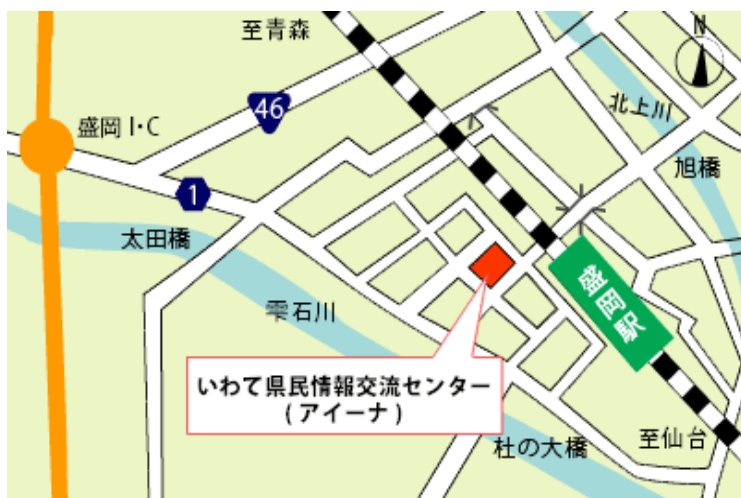 至青森
N
46
北上川
盛岡I・C
旭橋
1
太田橋
雫石川
盛岡駅
いわて県民情報交流センター
(アイーナ)
至仙台
杜の大橋